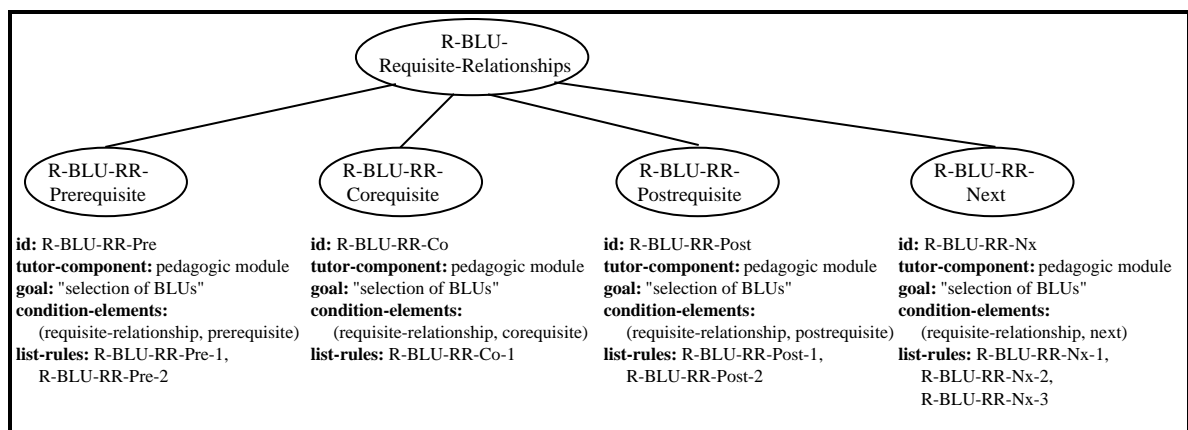 R-BLU-
Requisite-Relationships
R-BLU-RR-
Prerequisite
R-BLU-RR-
Corequisite
R-BLU-RR-
Postrequisite
R-BLU-RR-
Next
id: R-BLU-RR-Pre
tutor-component: pedagogic module
goal: "selection of BLUs"
condition-elements:
(requisite-relationship, prerequisite)
list-rules: R-BLU-RR-Pre-1,
R-BLU-RR-Pre-2
id: R-BLU-RR-Co
tutor-component: pedagogic module
goal: "selection of BLUs"
condition-elements:
(requisite-relationship, corequisite)
list-rules: R-BLU-RR-Co-1
id: R-BLU-RR-Post
tutor-component: pedagogic module
goal: "selection of BLUs"
condition-elements:
(requisite-relationship, postrequisite)
list-rules: R-BLU-RR-Post-1,
R-BLU-RR-Post-2
id: R-BLU-RR-Nx
tutor-component: pedagogic module
goal: "selection of BLUs"
condition-elements:
(requisite-relationship, next)
list-rules: R-BLU-RR-Nx-1,
R-BLU-RR-Nx-2,
R-BLU-RR-Nx-3